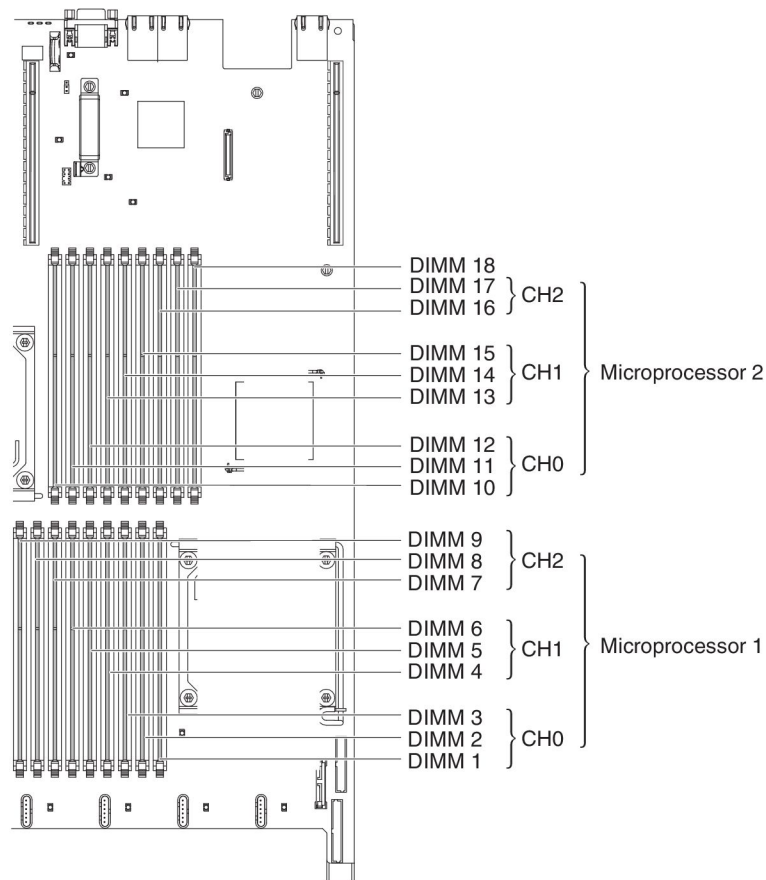 DIMM 18
DIMM 17
DIMM 16
CH2
DIMM 15
DIMM 14
DIMM 13
CH1
Microprocessor 2
DIMM 12
DIMM 11
DIMM 10
CH0
DIMM 9
DIMM 8
DIMM 7
CH2
DIMM 6
DIMM 5
DIMM 4
CH1
Microprocessor 1
DIMM 3
DIMM 2
DIMM 1
CH0